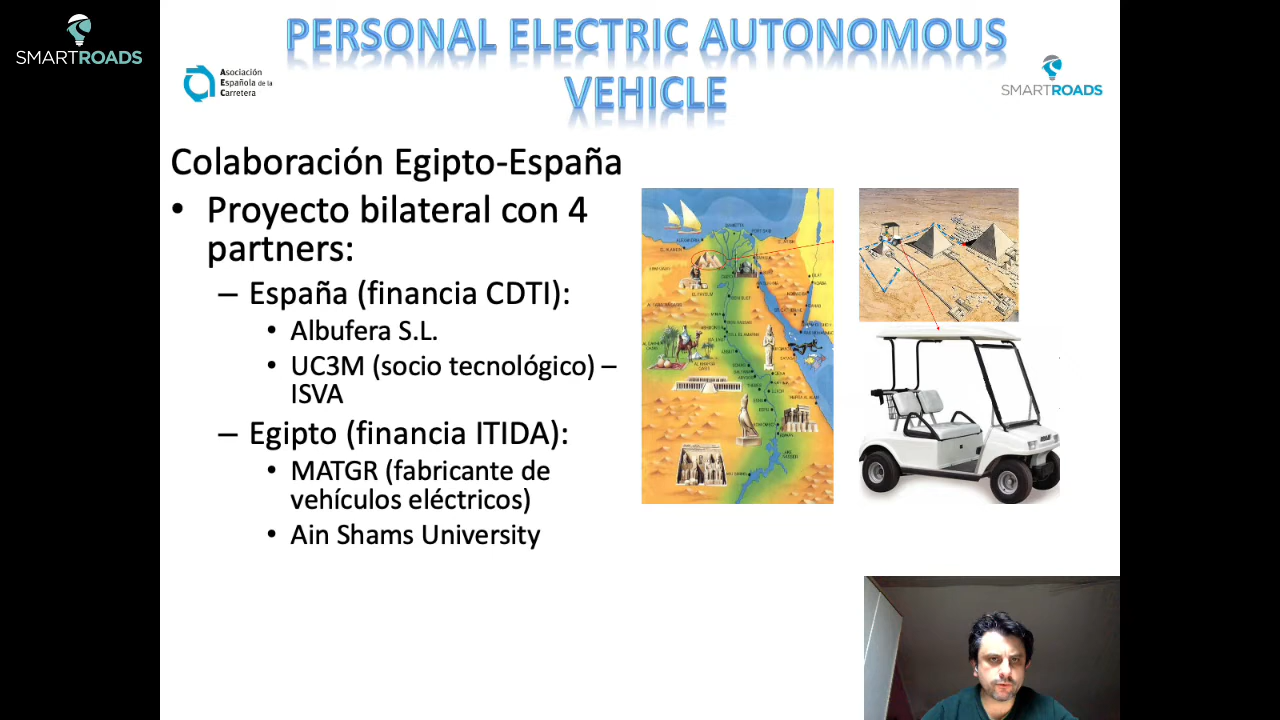 SMARTROADS
PERSONAL ELECTRIC AUTONOMOUS
VEHICLE
Asociación
Española de la
Carretera
SMARTROADS
Colaboración Egipto-España
• Proyecto bilateral con 4
partners:
– España (financia CDTI):
• Albufera S.L.
• UC3M (socio tecnológico) –
ISVA
– Egipto (financia ITIDA):
• MATGR (fabricante de
vehículos eléctricos)
• Ain Shams University